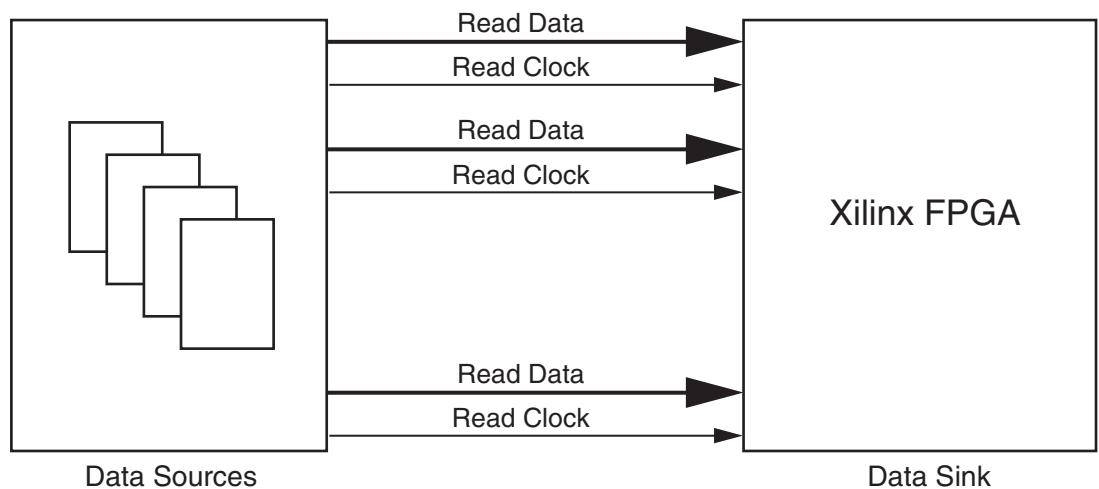 Read Data
Read Clock
Read Data
Read Clock
Xilinx FPGA
Read Data
Read Clock
Data Sources
Data Sink